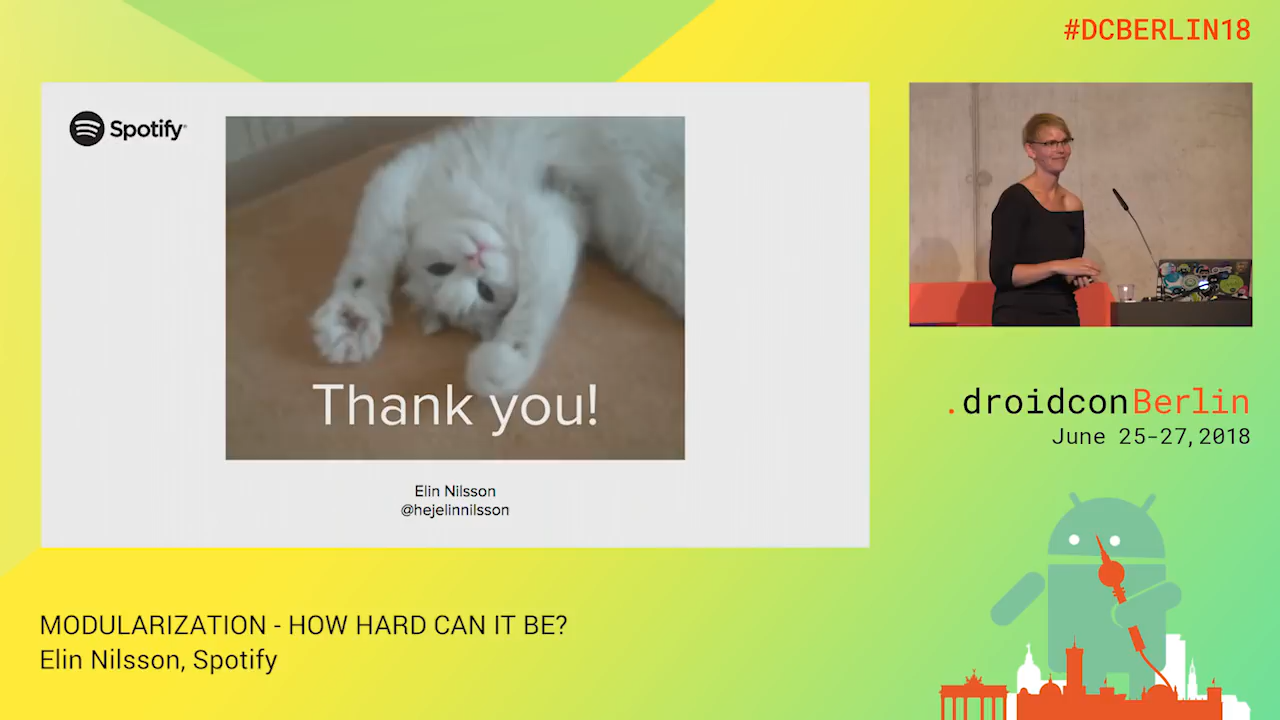 #DCBERLIN18
Spotify
Thank you!
Elin Nilsson
@hejelinnilsson
.droidconBerlin
June 25-27,2018
MODULARIZATION - HOW HARD CAN IT BE?
Elin Nilsson, Spotify